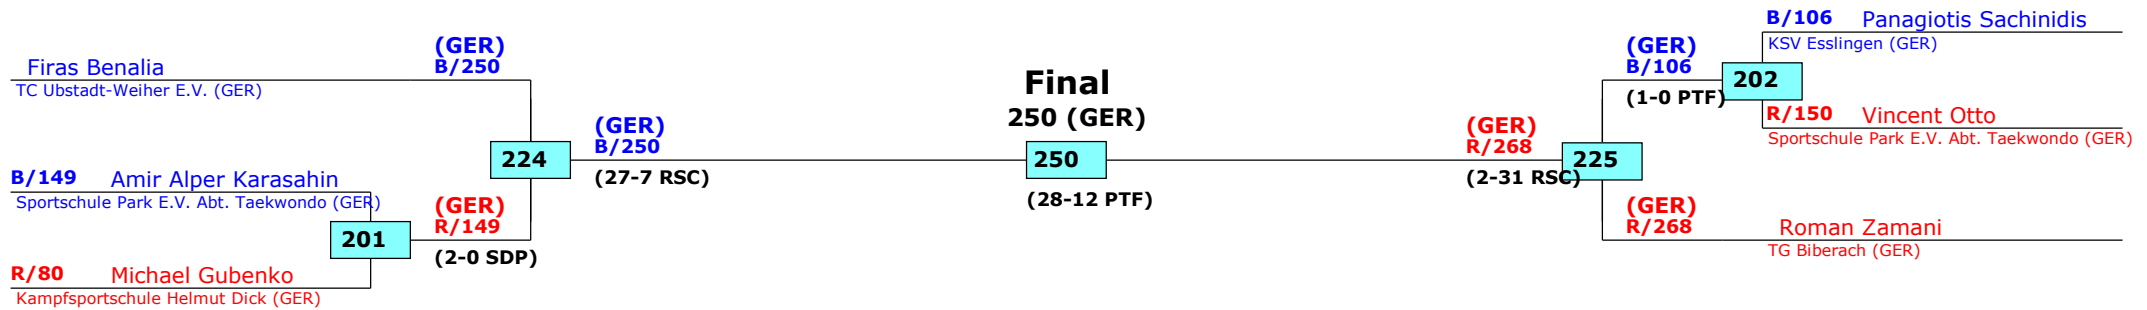 (GER)
B/250
Firas Benalia
TC Ubstadt-Weiher E.V. (GER)
224
(GER)
B/250
(27-7 RSC)
B/149 Amir Alper Karasahin
Sportschule Park E.V. Abt. Taekwondo (GER)
201
(GER)
R/149
(2-0 SDP)
R/80 Michael Gubenko
Kampfsportschule Helmut Dick (GER)
Final
250 (GER)
250
(28-12 PTF)
B/106 Panagiotis Sachinidis
KSV Esslingen (GER)
(GER)
B/106
(1-0 PTF)
202
R/150 Vincent Otto
Sportschule Park E.V. Abt. Taekwondo (GER)
(GER)
R/268
(2-31 RSC)
225
(GER)
R/268
Roman Zamani
TG Biberach (GER)